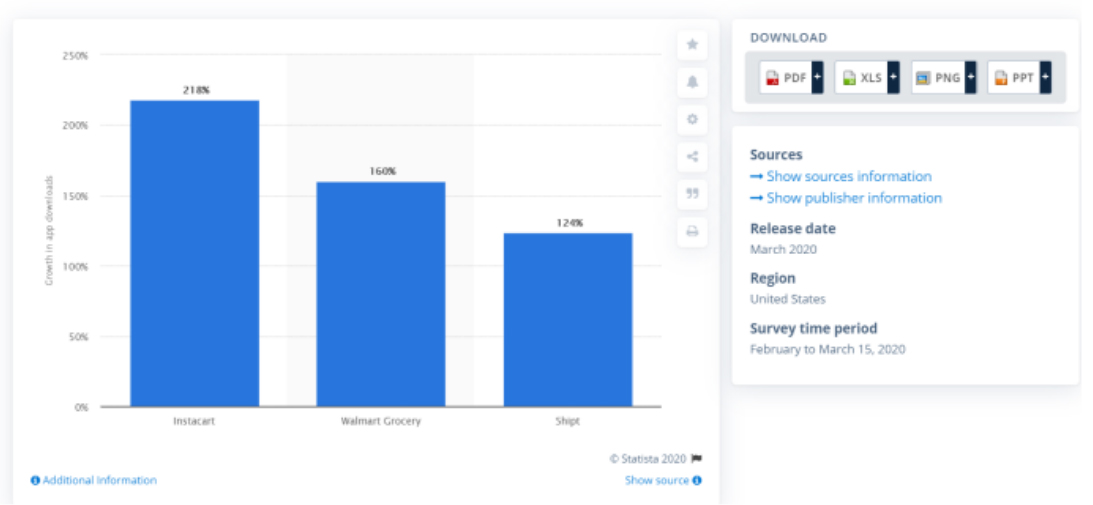 250%
218%
200%
160%
150%
124%
100%
50%
0%
Growth in app downloads
Instacart Walmart Grocery Shipt
© Statista 2020
Additional Information Show source
DOWNLOAD
PDF + XLS + PNG + PPT +
Sources
→ Show sources information
→ Show publisher information
Release date
March 2020
Region
United States
Survey time period
February to March 15, 2020